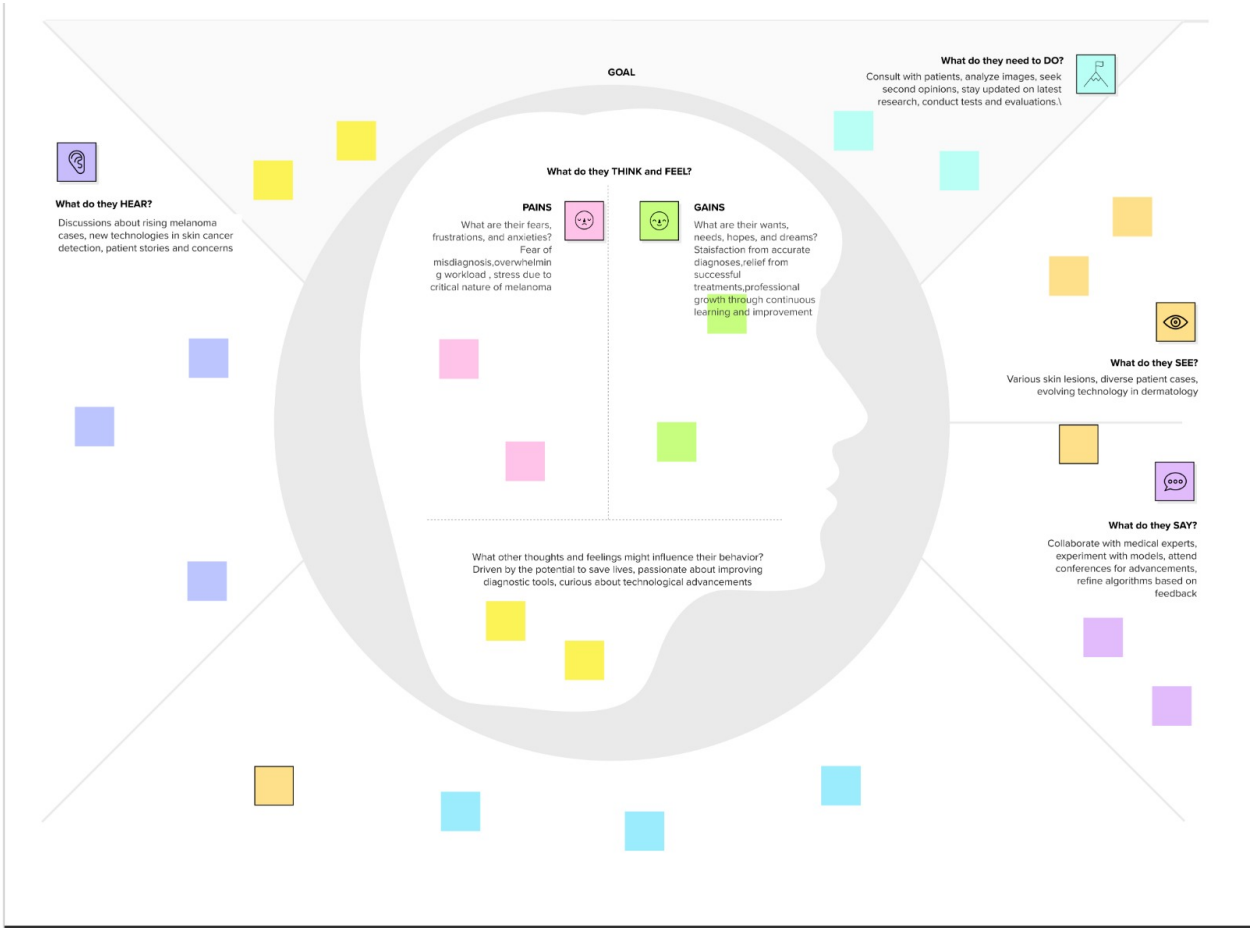 GOAL
What do they need to DO?
Consult with patients, analyze images, seek
second opinions, stay updated on latest
research, conduct tests and evaluations.\
What do they HEAR?
Discussions about rising melanoma
cases, new technologies in skin cancer
detection, patient stories and concerns
What do they THINK and FEEL?
PAINS
What are their fears,
frustrations, and anxieties?
Fear of
misdiagnosis,overwhelmin
g workload , stress due to
critical nature of melanoma
GAINS
What are their wants,
needs, hopes, and dreams?
Staisfaction from accurate
diagnoses,relief from
successful
treatments,professional
growth through continuous
learning and improvement
What do they SEE?
Various skin lesions, diverse patient cases,
evolving technology in dermatology
What do they SAY?
Collaborate with medical experts,
experiment with models, attend
conferences for advancements,
refine algorithms based on
feedback
What other thoughts and feelings might influence their behavior?
Driven by the potential to save lives, passionate about improving
diagnostic tools, curious about technological advancements